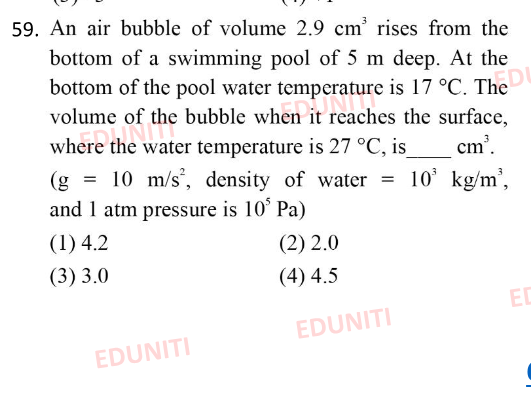 59. An air bubble of volume 2.9 cm³ rises from the
bottom of a swimming pool of 5 m deep. At the
bottom of the pool water temperature is 17 °C. The
volume of the bubble when it reaches the surface,
where the water temperature is 27 °C, is____ cm³.
(g = 10 m/s², density of water = 10³ kg/m³,
and 1 atm pressure is 10⁵ Pa)
(1) 4.2 (2) 2.0
(3) 3.0 (4) 4.5
EDUNITI
EDUNITI
EDUNITI
EDUNITI